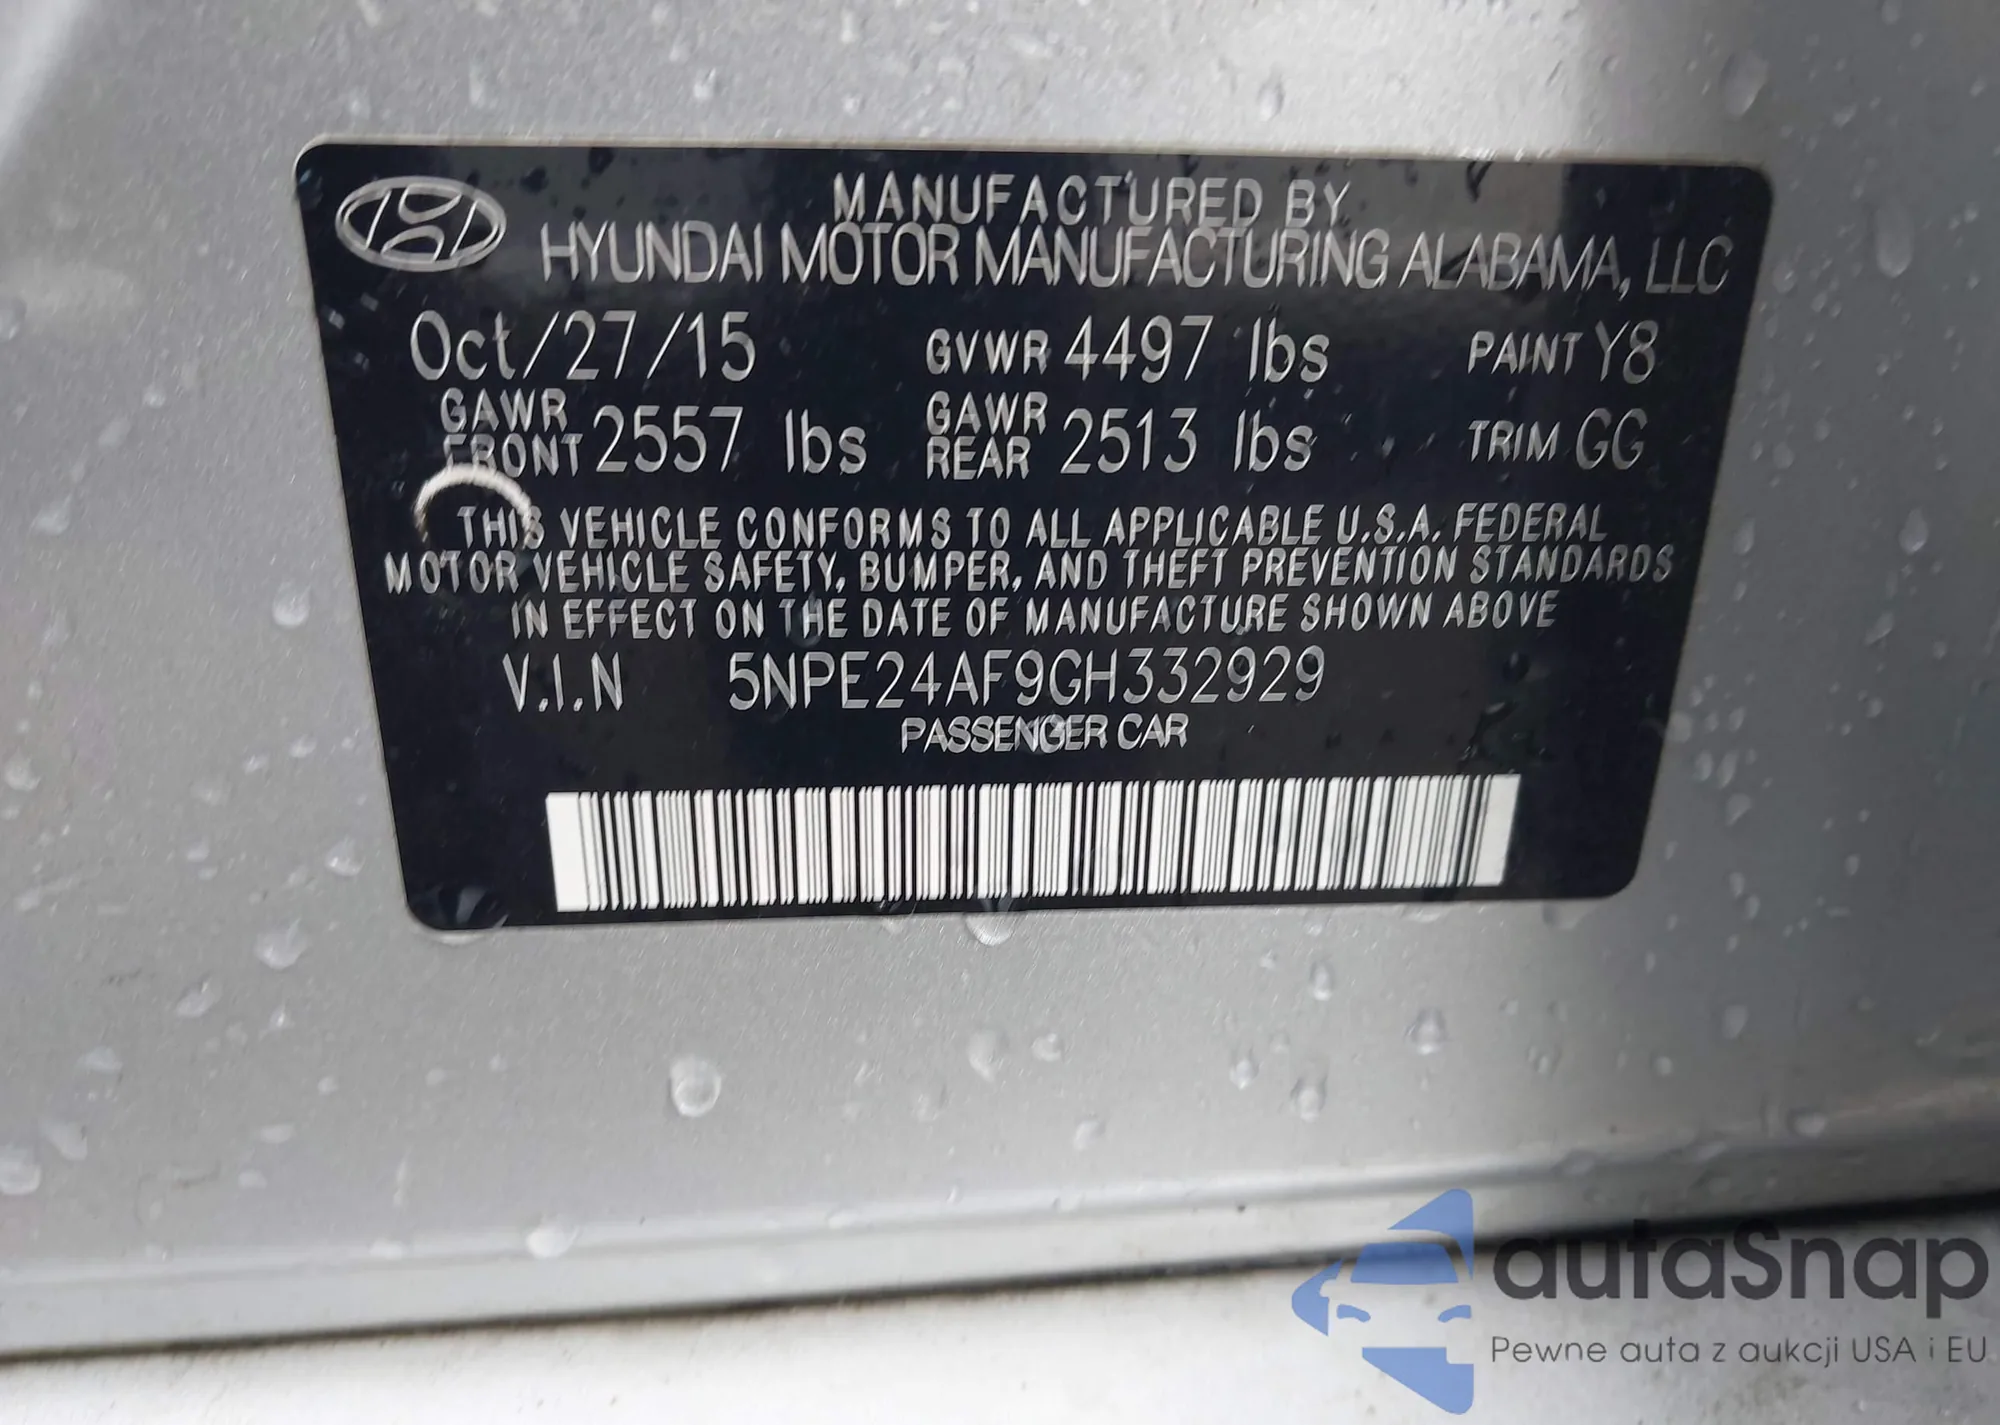 MANUFACTURED BY
HYUNDAI MOTOR MANUFACTURING ALABAMA, LLC
Oct/27/15 GVWR 4497 lbs PAINT Y8
GAWR FRONT 2557 lbs GAWR REAR 2513 lbs TRIM GG
THIS VEHICLE CONFORMS TO ALL APPLICABLE U.S.A. FEDERAL
MOTOR VEHICLE SAFETY, BUMPER, AND THEFT PREVENTION STANDARDS
IN EFFECT ON THE DATE OF MANUFACTURE SHOWN ABOVE
V.I.N 5NPE24AF9GH332929
PASSENGER CAR
autaSnap
Pewne auta z aukcji USA i EU